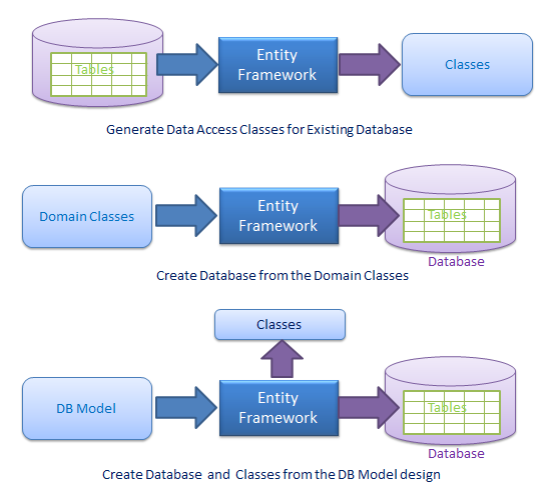 Tables
Entity
Framework
Classes
Generate Data Access Classes for Existing Database
Domain Classes
Entity
Framework
Tables
Database
Create Database from the Domain Classes
Classes
DB Model
Entity
Framework
Tables
Database
Create Database and Classes from the DB Model design